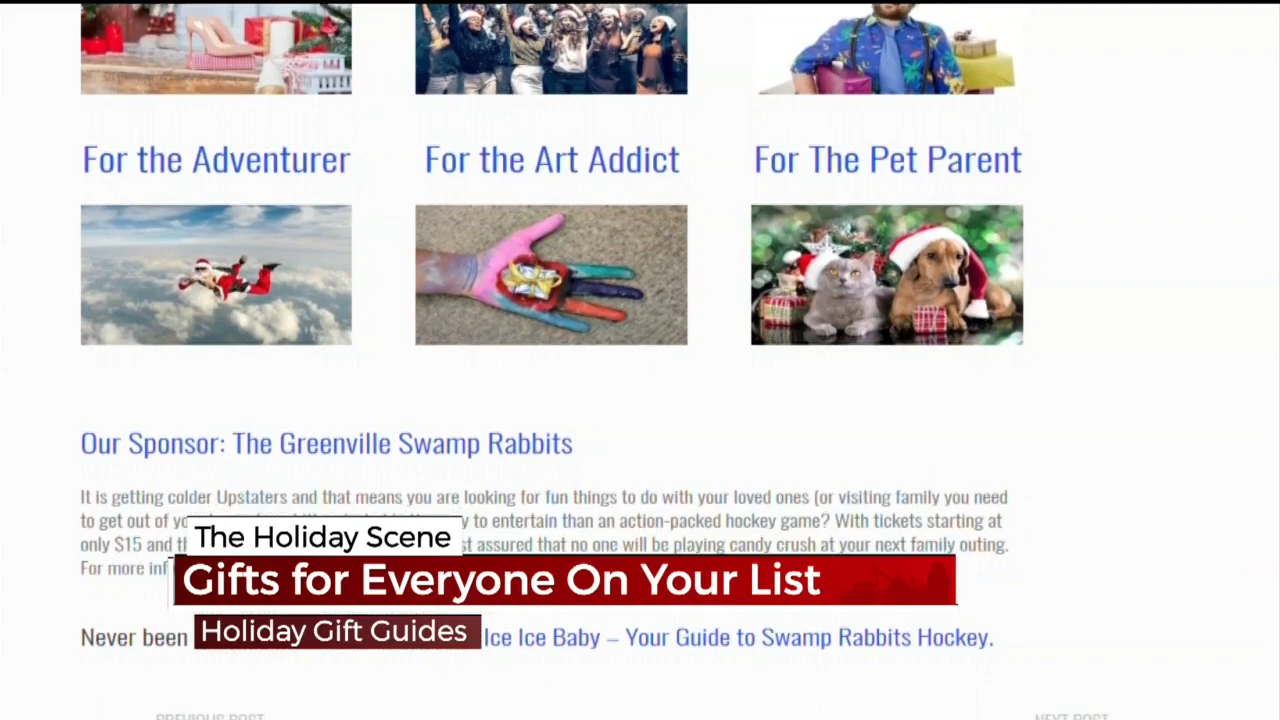 For the Adventurer
For the Art Addict
For The Pet Parent
Our Sponsor: The Greenville Swamp Rabbits
It is getting colder Upstaters and that means you are looking for fun things to do with your loved ones (or visiting family you need
to get out of to entertain than an action-packed hockey game? With tickets starting at
only $15 and assured that no one will be playing candy crush at your next family outing.
For more
The Holiday Scene
Gifts for Everyone On Your List
Never been Ice Ice Baby – Your Guide to Swamp Rabbits Hockey.
Holiday Gift Guides
PREVIOUS POST
NEXT POST